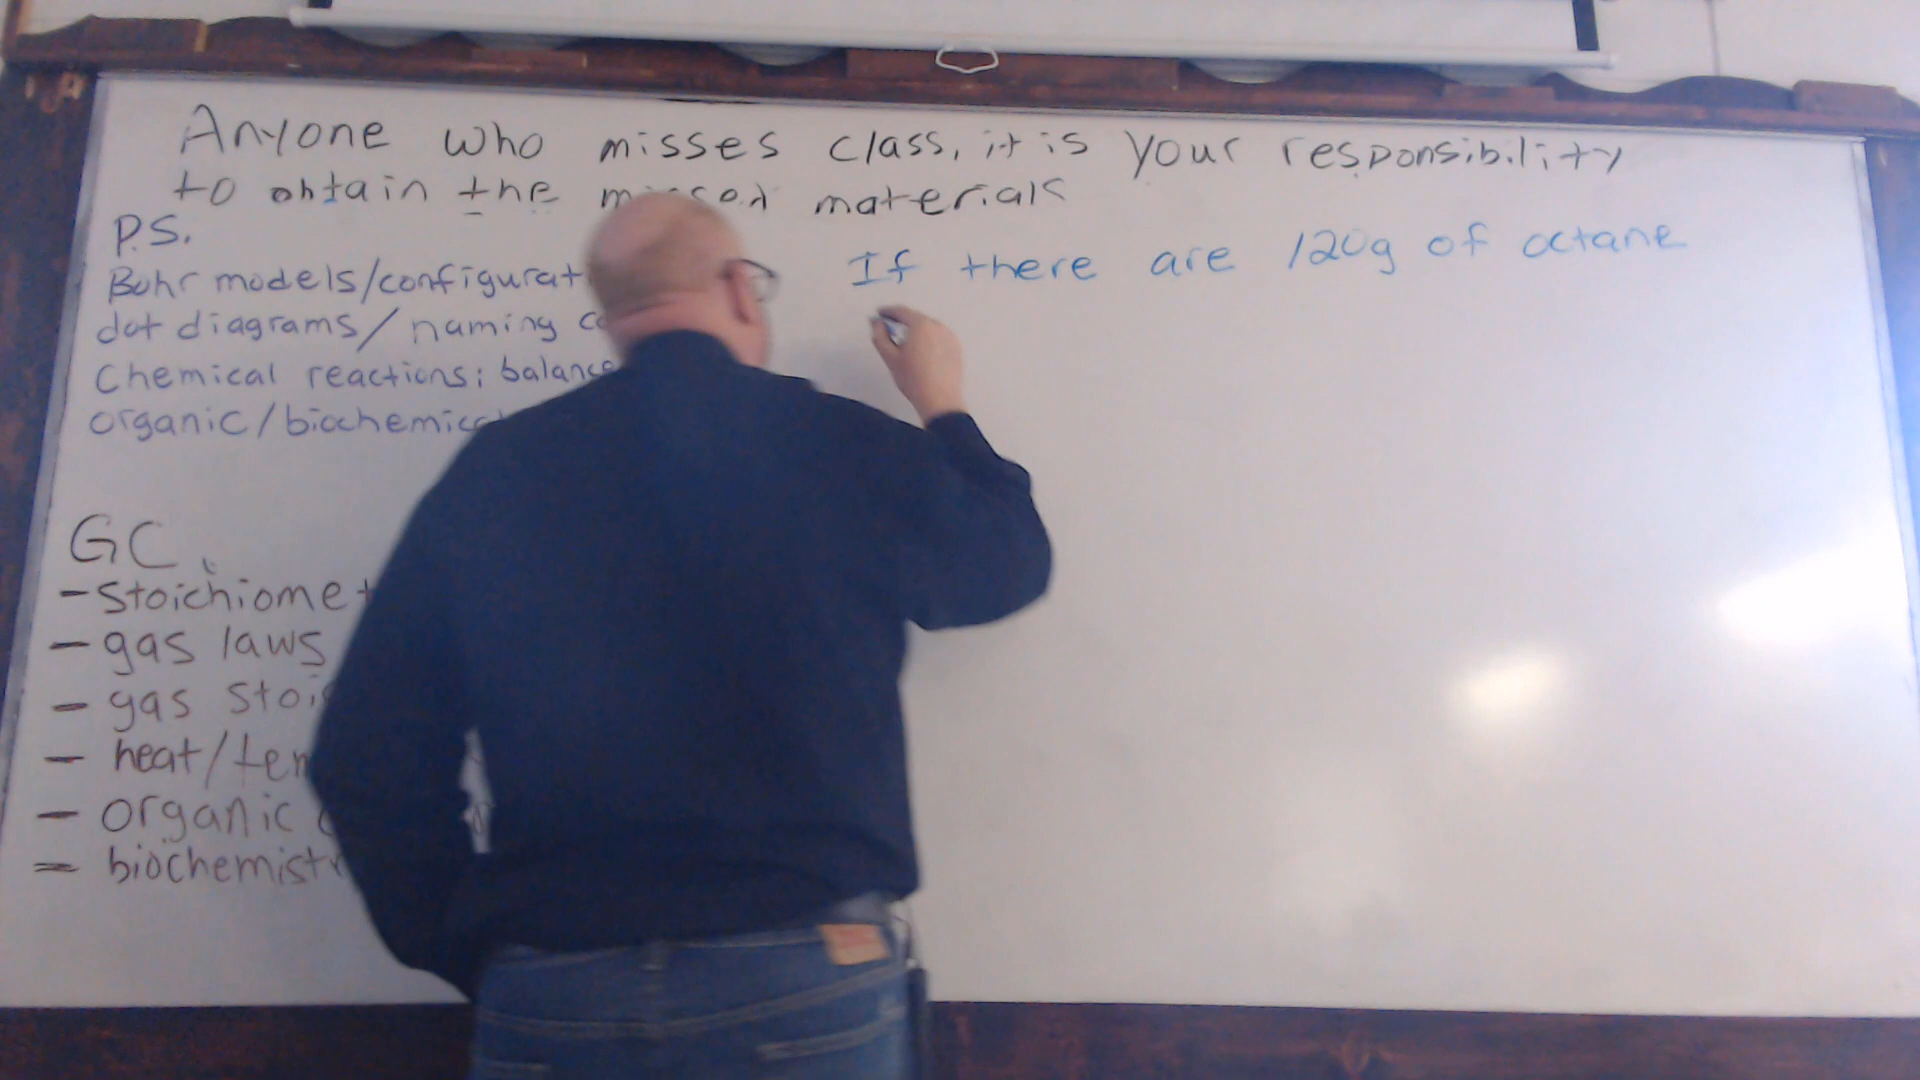 Anyone who misses class, it is your responsibility
to obtain the missed materials
P.S.
Bohr models/configurat
dot diagrams/naming co
Chemical reactions: balance
organic/biochemical
If there are 120g of octane
GC
- Stoichiomet
- gas laws
- gas stoi
- heat/tem
- organic
- biochemistr